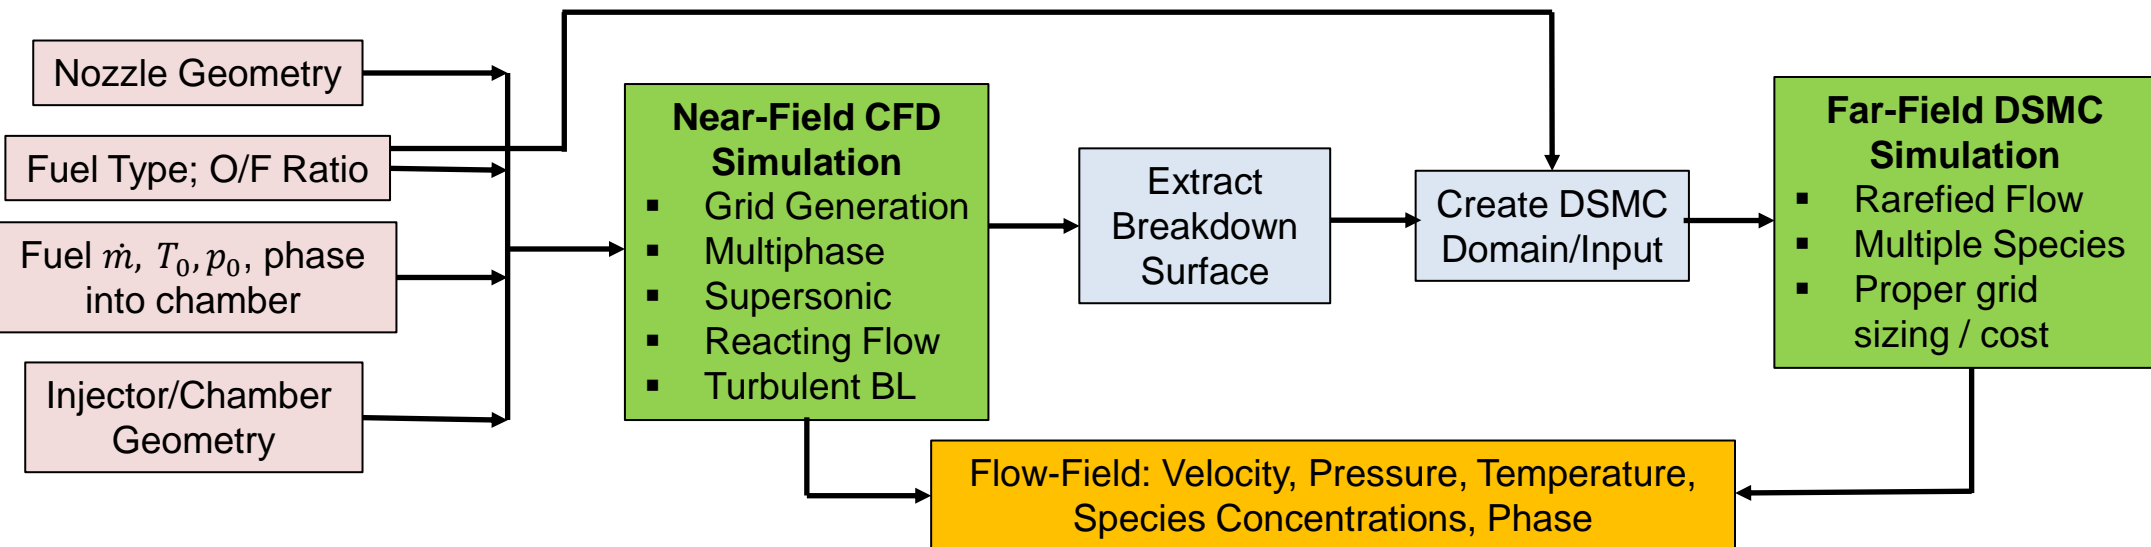 Nozzle Geometry
Fuel Type; O/F Ratio
Fuel ṁ, T₀, p₀, phase
into chamber
Injector/Chamber
Geometry
Near-Field CFD
Simulation
▪ Grid Generation
▪ Multiphase
▪ Supersonic
▪ Reacting Flow
▪ Turbulent BL
Extract
Breakdown
Surface
Create DSMC
Domain/Input
Far-Field DSMC
Simulation
▪ Rarefied Flow
▪ Multiple Species
▪ Proper grid
sizing / cost
Flow-Field: Velocity, Pressure, Temperature,
Species Concentrations, Phase